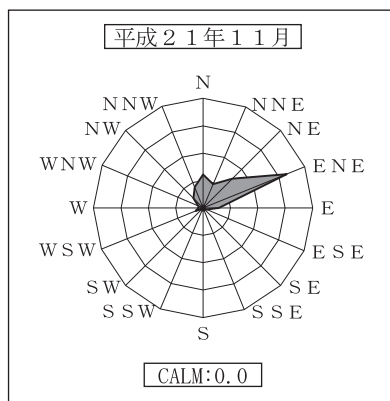 平成２１年１１月
N
NNW NNE
NW NE
WNW ENE
W E
WSW ESE
SW SE
SSW SSE
S
CALM:0.0